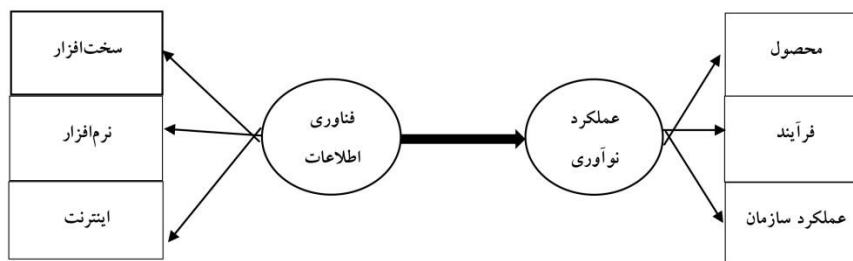 سخت‌افزار
نرم‌افزار
اینترنت
فناوری
اطلاعات
عملکرد
نوآوری
محصول
فرآیند
عملکرد سازمان